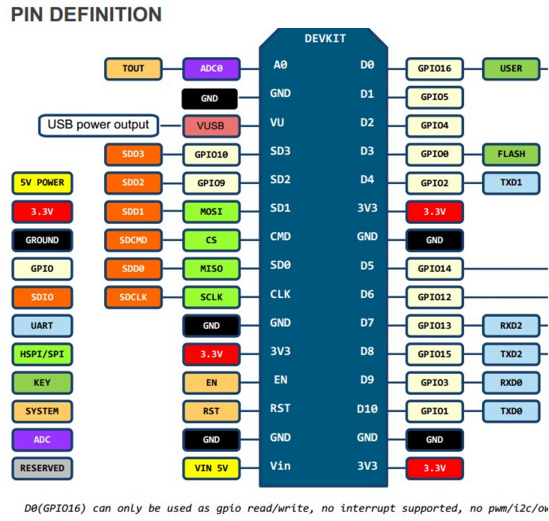 PIN DEFINITION
DEVKIT
TOUT ADC0 A0 D0 GPIO16 USER
GND GND D1 GPIO5
USB power output VUSB VU D2 GPIO4
SDD3 GPIO10 SD3 D3 GPIO0 FLASH
5V POWER SDD2 GPIO9 SD2 D4 GPIO2 TXD1
3.3V SDD1 MOSI SD1 3V3 3.3V
GROUND SDCMD CS CMD GND GND
GPIO SDD0 MISO SD0 D5 GPIO14
SDIO SDCLK SCLK CLK D6 GPIO12
UART GND GND D7 GPIO13 RXD2
HSPI/SPI 3.3V 3V3 D8 GPIO15 TXD2
KEY EN EN D9 GPIO3 RXD0
SYSTEM RST RST D10 GPIO1 TXD0
ADC GND GND GND GND
RESERVED VIN 5V Vin 3V3 3.3V
D0(GPIO16) can only be used as gpio read/write, no interrupt supported, no pwm/i2c/ow